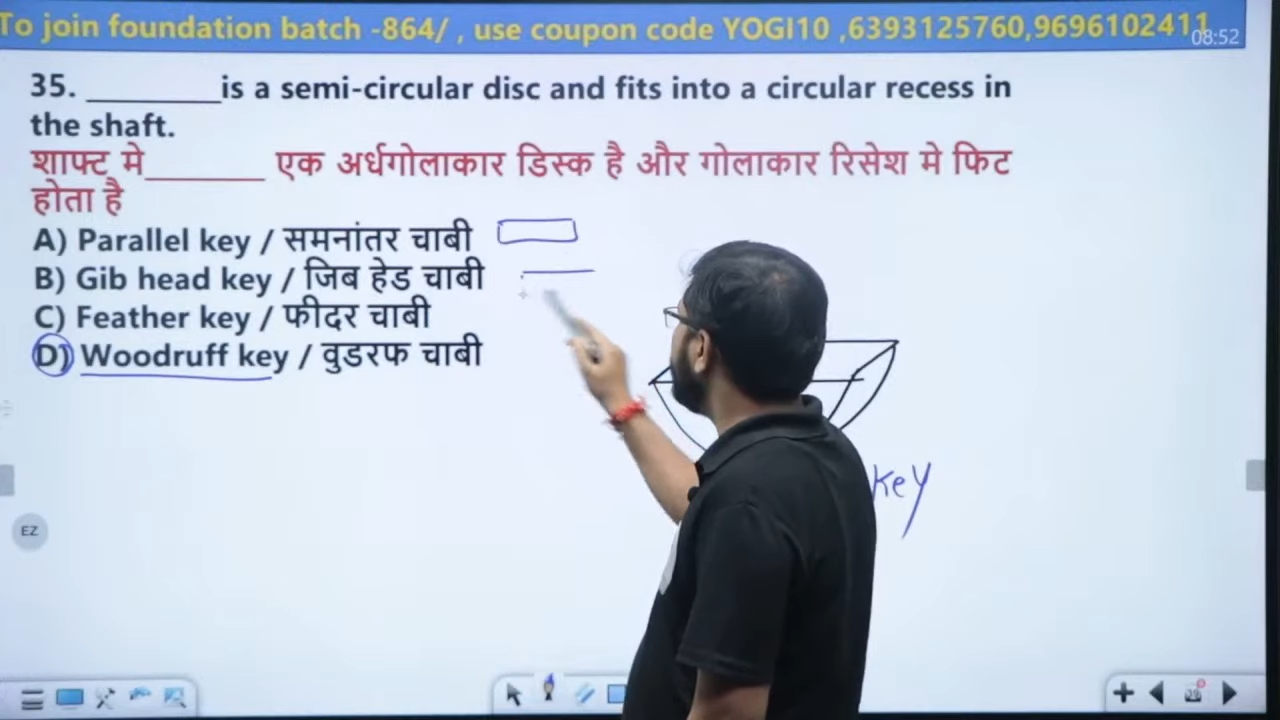 To join foundation batch -864/ , use coupon code YOGI10 ,6393125760,9696102411
08:52
35. ________is a semi-circular disc and fits into a circular recess in
the shaft.
शाफ्ट मे_______ एक अर्धगोलाकार डिस्क है और गोलाकार रिसेश मे फिट
होता है
A) Parallel key / समनांतर चाबी
B) Gib head key / जिब हेड चाबी
C) Feather key / फीदर चाबी
D) Woodruff key / वुडरफ चाबी
key
EZ